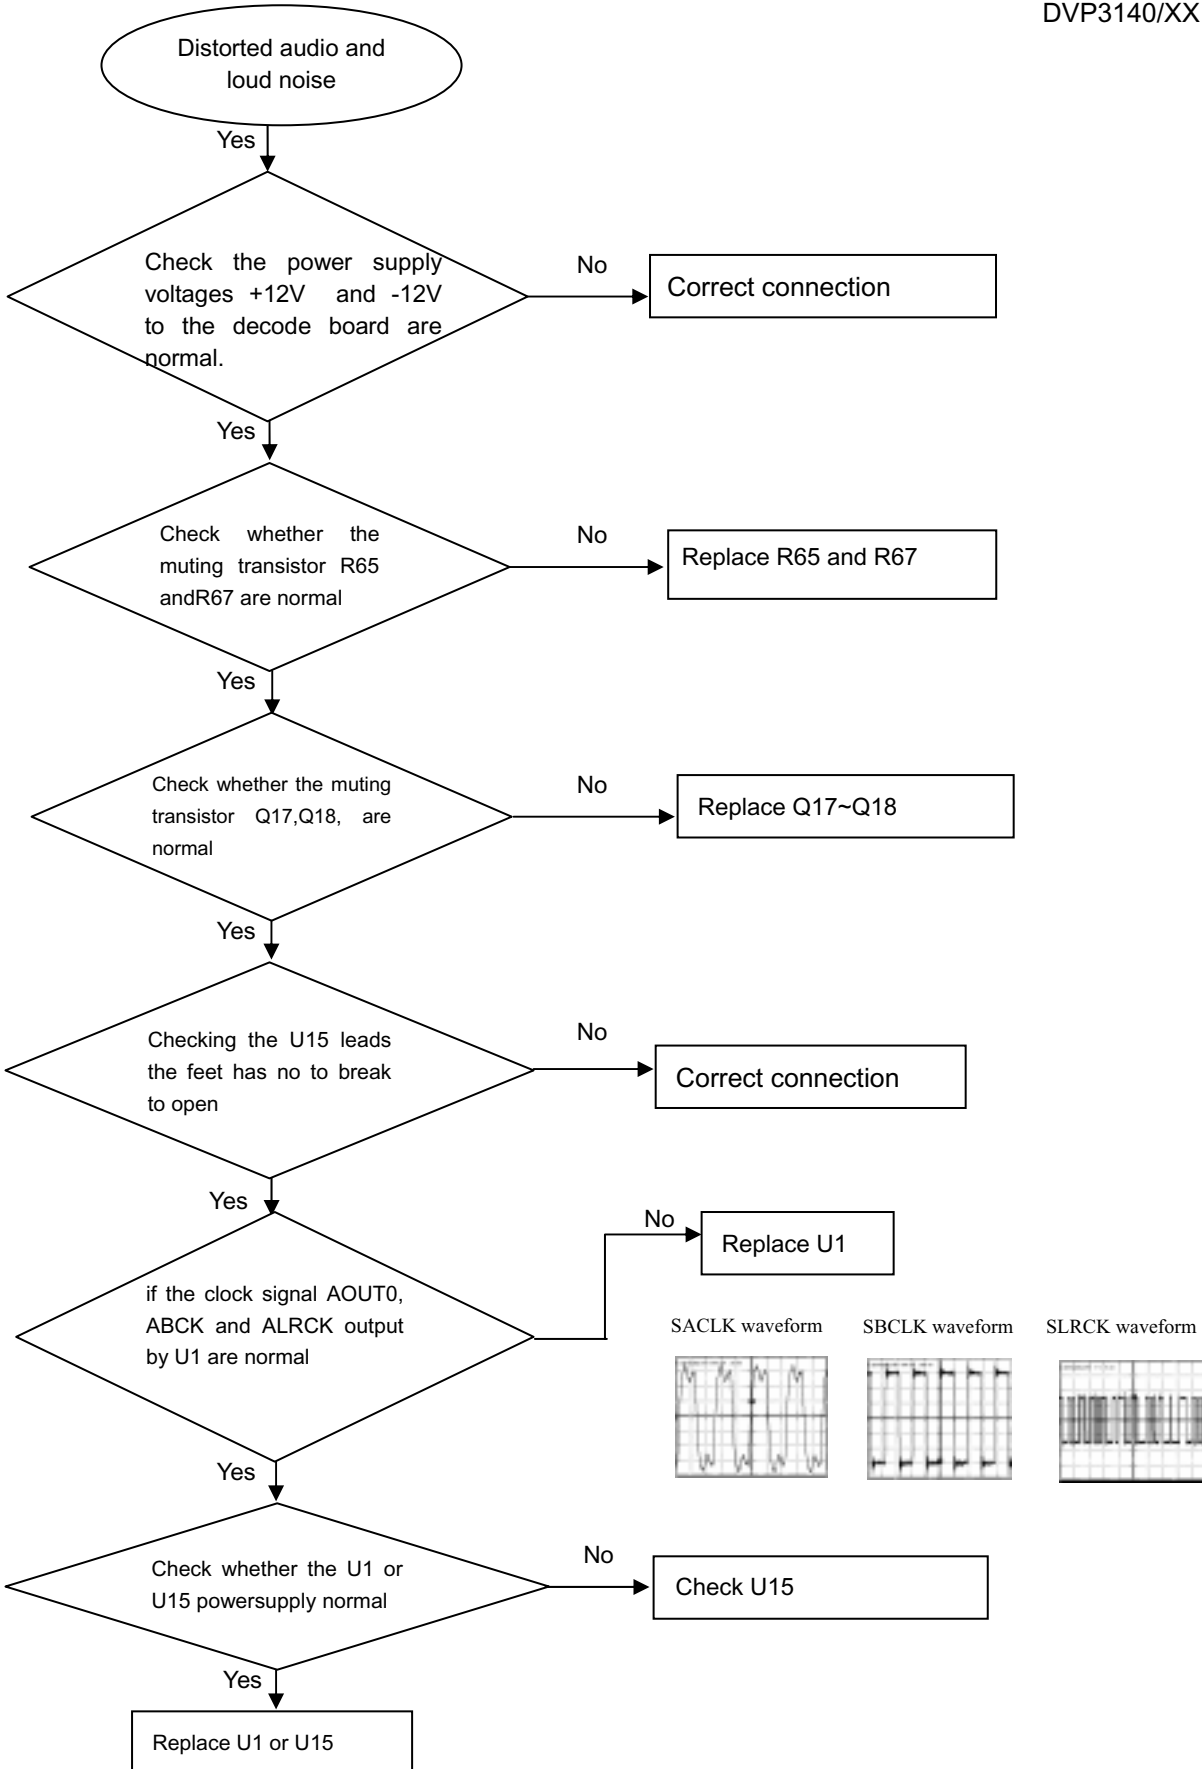 DVP3140/XX
Distorted audio and
loud noise
Yes
Check the power supply
voltages +12V and -12V
to the decode board are
normal.
No
Correct connection
Yes
Check whether the
muting transistor R65
andR67 are normal
No
Replace R65 and R67
Yes
Check whether the muting
transistor Q17,Q18, are
normal
No
Replace Q17~Q18
Yes
Checking the U15 leads
the feet has no to break
to open
No
Correct connection
Yes
if the clock signal AOUT0,
ABCK and ALRCK output
by U1 are normal
No
Replace U1
SACLK waveform
SBCLK waveform
SLRCK waveform
Yes
Check whether the U1 or
U15 powersupply normal
No
Check U15
Yes
Replace U1 or U15